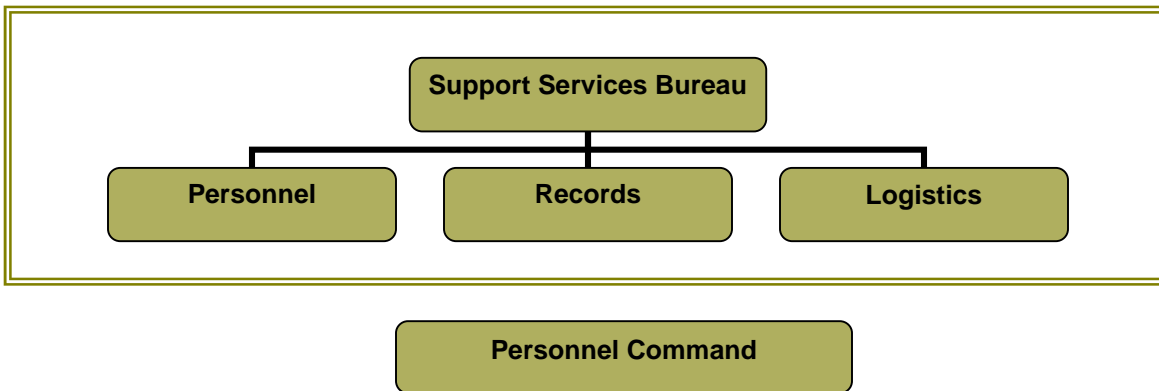 Support Services Bureau
Personnel
Records
Logistics
Personnel Command